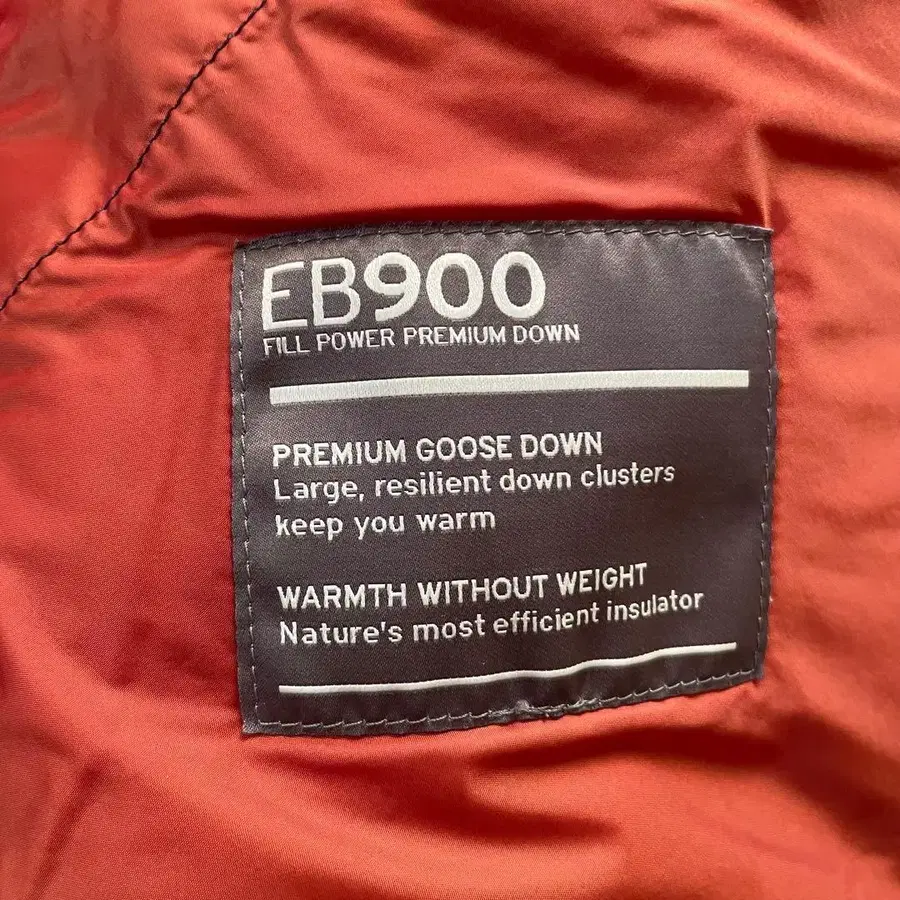 EB900
FILL POWER PREMIUM DOWN
PREMIUM GOOSE DOWN
Large, resilient down clusters
keep you warm
WARMTH WITHOUT WEIGHT
Nature's most efficient insulator